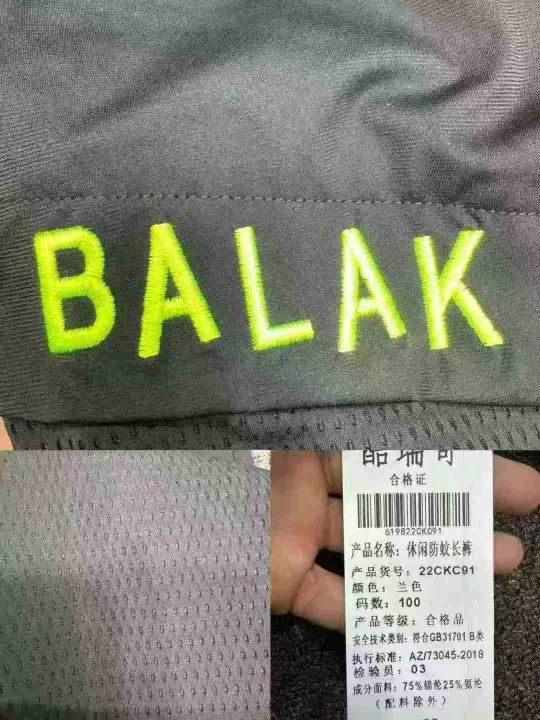 BALAK
合格证
619822CK091
产品名称: 休闲防蚊长裤
产品货号: 22CKC91
颜色: 兰色
码数: 100
产品等级: 合格品
安全技术类别: 符合GB31701 B类
执行标准: AZ/73045-2018
检验员: 03
成分面料: 75%锦纶25%氨纶
(配料除外)